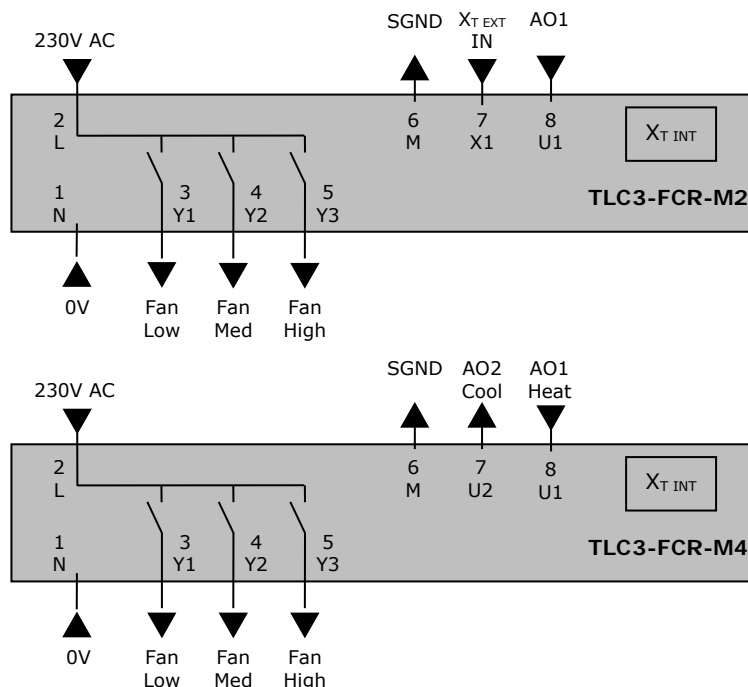 SGND XT EXT AO1
230V AC IN
2 6 7 8
L M X1 U1 XT INT
1 3 4 5
N Y1 Y2 Y3 TLC3-FCR-M2
0V Fan Fan Fan
Low Med High
SGND AO2 AO1
230V AC Cool Heat
2 6 7 8
L M U2 U1 XT INT
1 3 4 5
N Y1 Y2 Y3 TLC3-FCR-M4
0V Fan Fan Fan
Low Med High